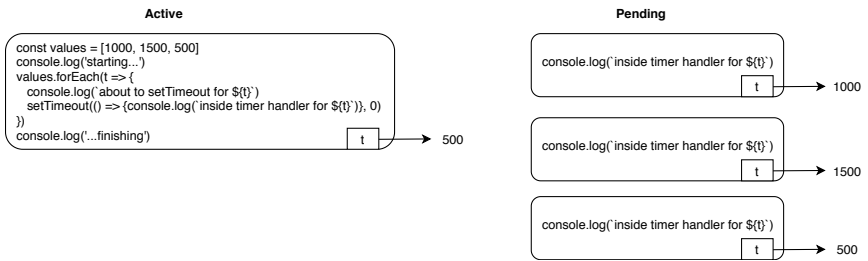 Active
const values = [1000, 1500, 500]
console.log('starting...')
values.forEach(t => {
console.log(`about to setTimeout for ${t}`)
setTimeout(() => {console.log(`inside timer handler for ${t}`)}, 0)
})
console.log('...finishing')
t
500
Pending
console.log(`inside timer handler for ${t}`)
t
1000
console.log(`inside timer handler for ${t}`)
t
1500
console.log(`inside timer handler for ${t}`)
t
500